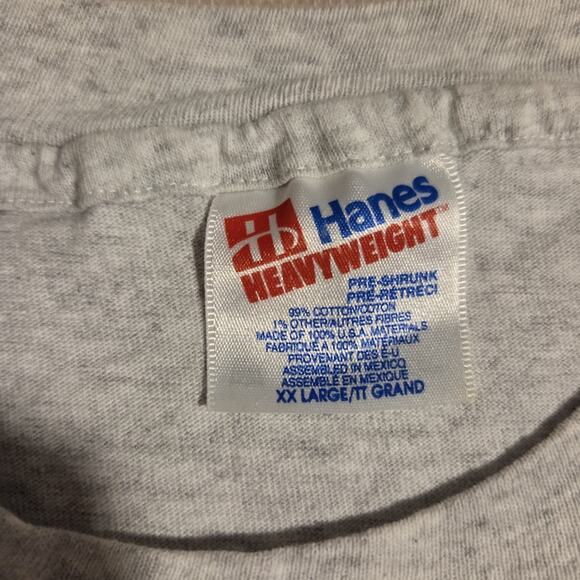 H Hanes
HEAVYWEIGHT™
PRE-SHRUNK
PRÉ-RÉTRÉCI
99% COTTON/COTON
1% OTHER/AUTRES FIBRES
MADE OF 100% U.S.A. MATERIALS
FABRIQUÉ À 100% MATÉRIAUX
PROVENANT DES É-U
ASSEMBLED IN MEXICO
ASSEMBLÉ EN MEXIQUE
XX LARGE/TT GRAND